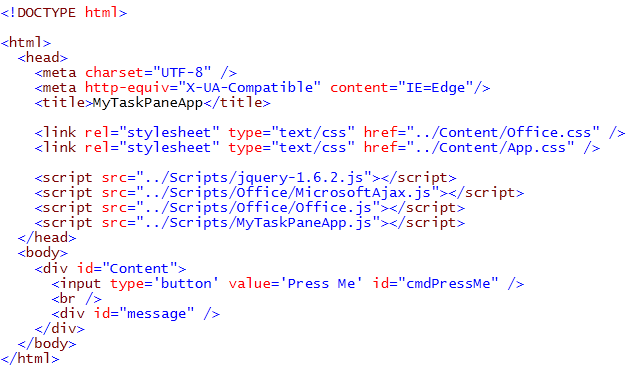 <!DOCTYPE html>
<html>
<head>
<meta charset="UTF-8" />
<meta http-equiv="X-UA-Compatible" content="IE=Edge"/>
<title>MyTaskPaneApp</title>
<link rel="stylesheet" type="text/css" href="../Content/Office.css" />
<link rel="stylesheet" type="text/css" href="../Content/App.css" />
<script src="../Scripts/jquery-1.6.2.js"></script>
<script src="../Scripts/Office/MicrosoftAjax.js"></script>
<script src="../Scripts/Office/Office.js"></script>
<script src="../Scripts/MyTaskPaneApp.js"></script>
</head>
<body>
<div id="Content">
<input type='button' value='Press Me' id="cmdPressMe" />
<br />
<div id="message" />
</div>
</body>
</html>